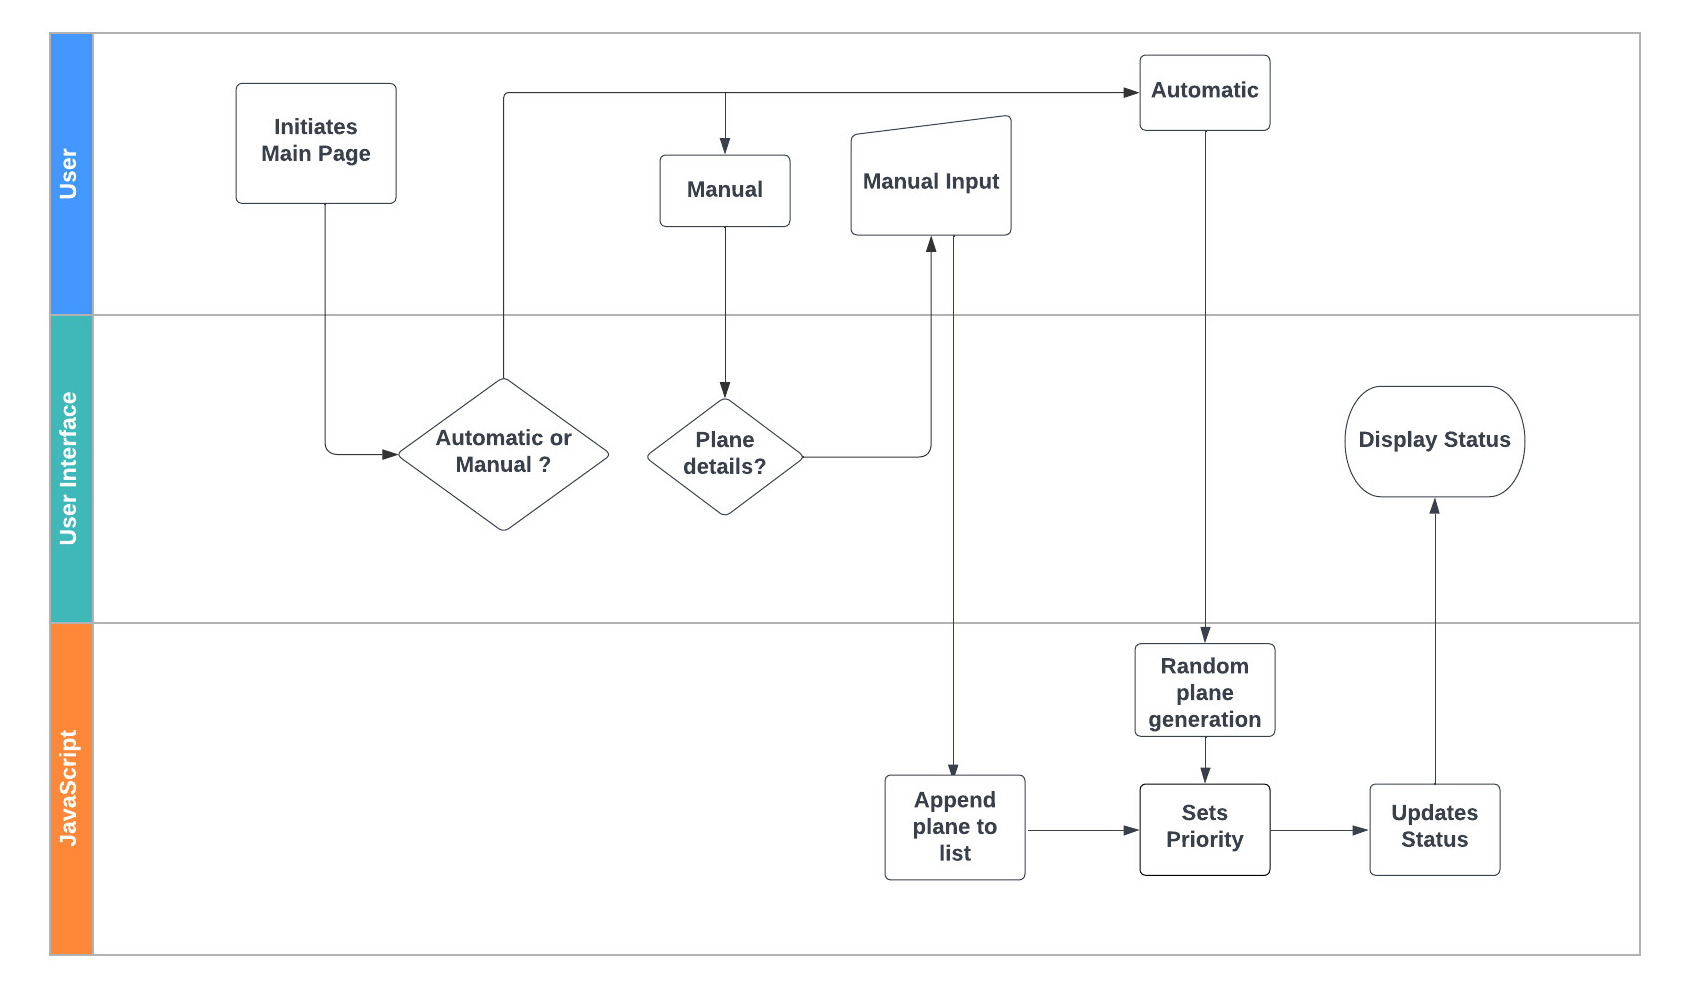 User
Initiates
Main Page
Manual
Manual Input
Automatic
User Interface
Automatic or
Manual ?
Plane
details?
Display Status
JavaScript
Random
plane
generation
Append
plane to
list
Sets
Priority
Updates
Status